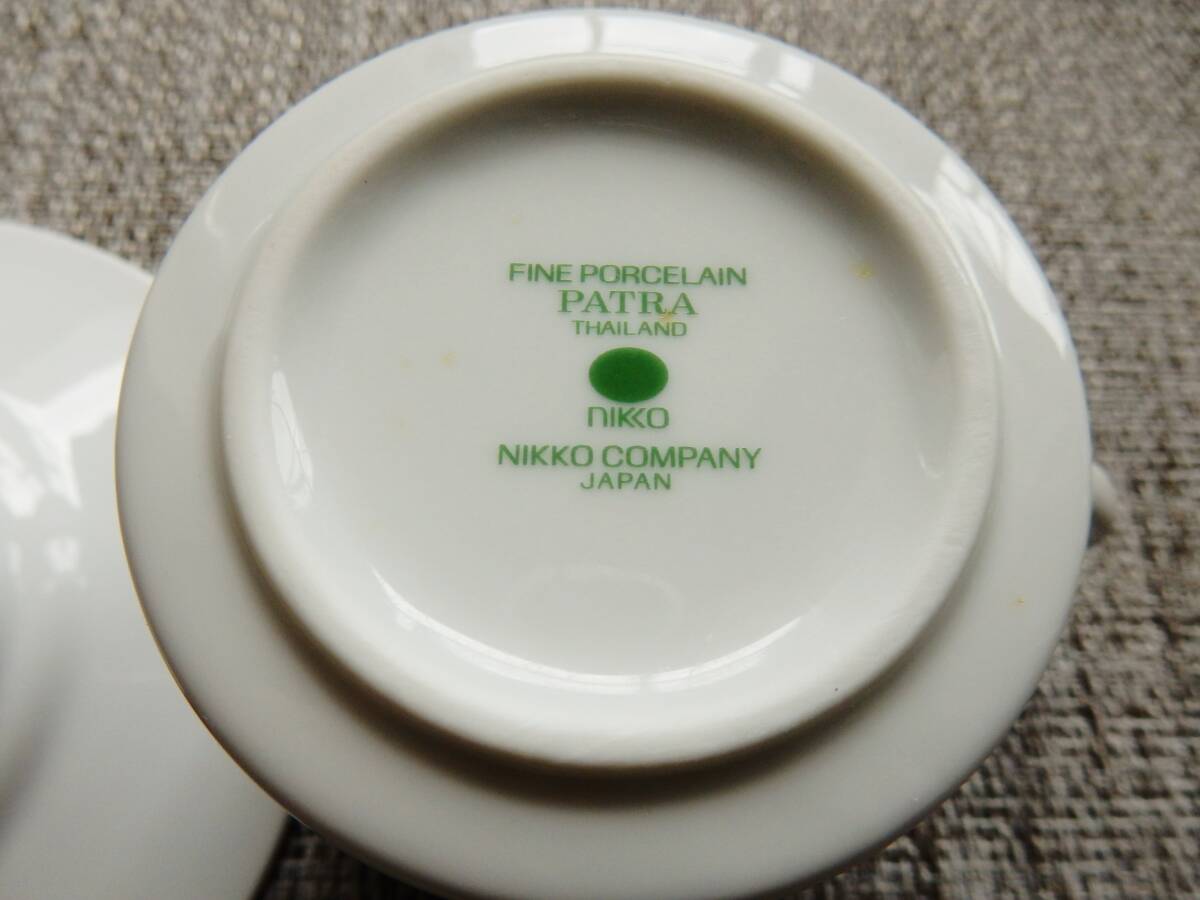 FINE PORCELAIN
PATRA
THAILAND
nikko
NIKKO COMPANY
JAPAN